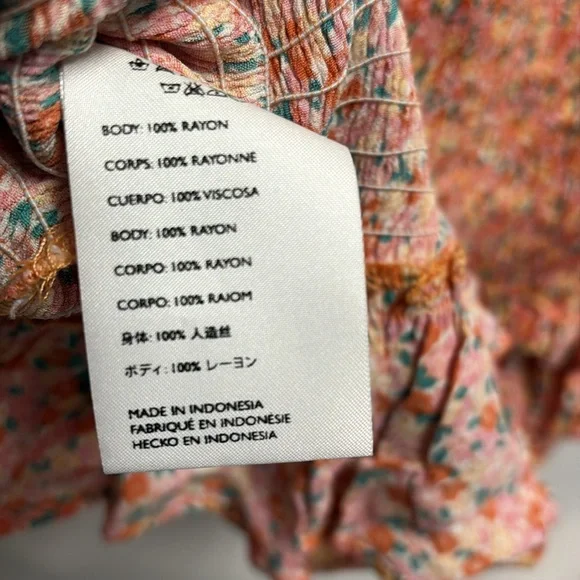 BODY: 100% RAYON
CORPS: 100% RAYONNE
CUERPO: 100% VISCOSA
BODY: 100% RAYON
CORPO: 100% RAYON
CORPO: 100% RAIOM
身体: 100% 人造丝
ボディ: 100% レーヨン
MADE IN INDONESIA
FABRIQUÉ EN INDONÉSIE
HECKO EN INDONESIA